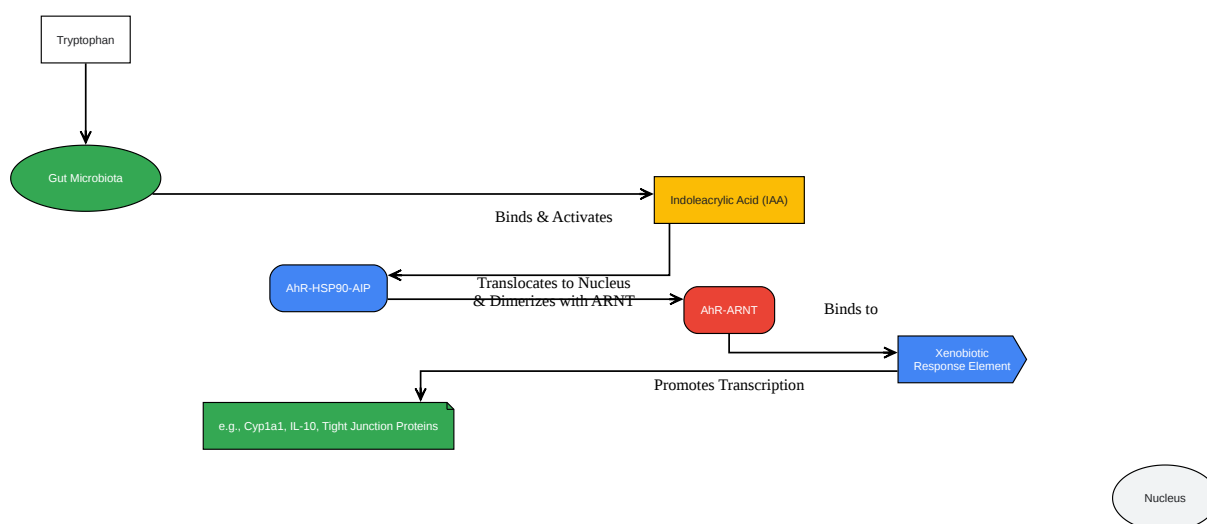 Tryptophan
Gut Microbiota
Indoleacrylic Acid (IAA)
Binds & Activates
AhR-HSP90-AIP
Translocates to Nucleus
& Dimerizes with ARNT
AhR-ARNT
Binds to
Xenobiotic
Response Element
Promotes Transcription
e.g., Cyp1a1, IL-10, Tight Junction Proteins
Nucleus